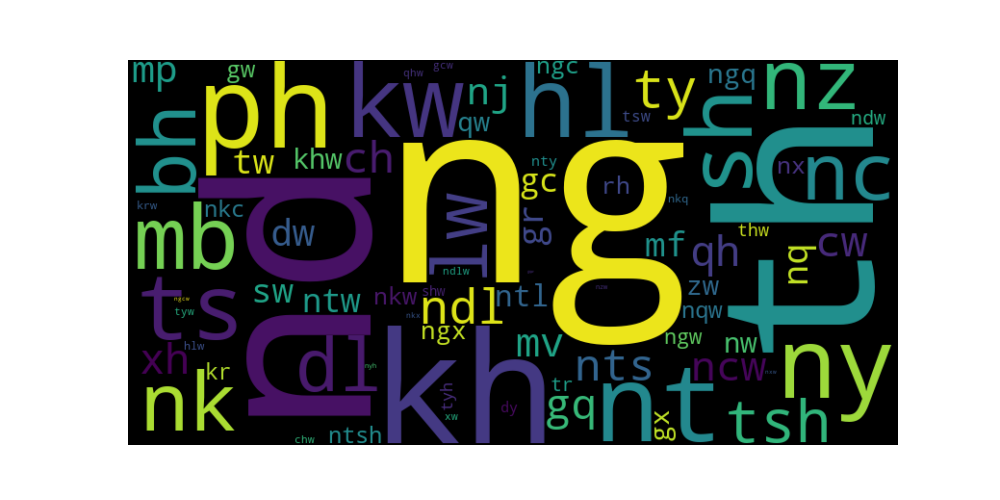 mp
gw
qhw
gcw
ngc
ty
ngq
nz
ph
kw
nj
hl
bh
qw
tsw
sh
ndw
th
tw
khw
ch
ng
nty
gc
rh
nx
nc
nkq
nd
krw
nkc
lw
gr
mb
dw
mf
qh
thw
cw
nq
ndlw
ts
ngcw
tyw
sw
ntw
nkw
shw
ndl
ntl
zw
nqw
nkx
ngx
hlw
xh
kr
dl
nyh
mv
ngw
nw
ny
nk
kh
tyh
xw
dy
nts
tr
gq
nt
gx
ncw
tsh
chw
ntsh